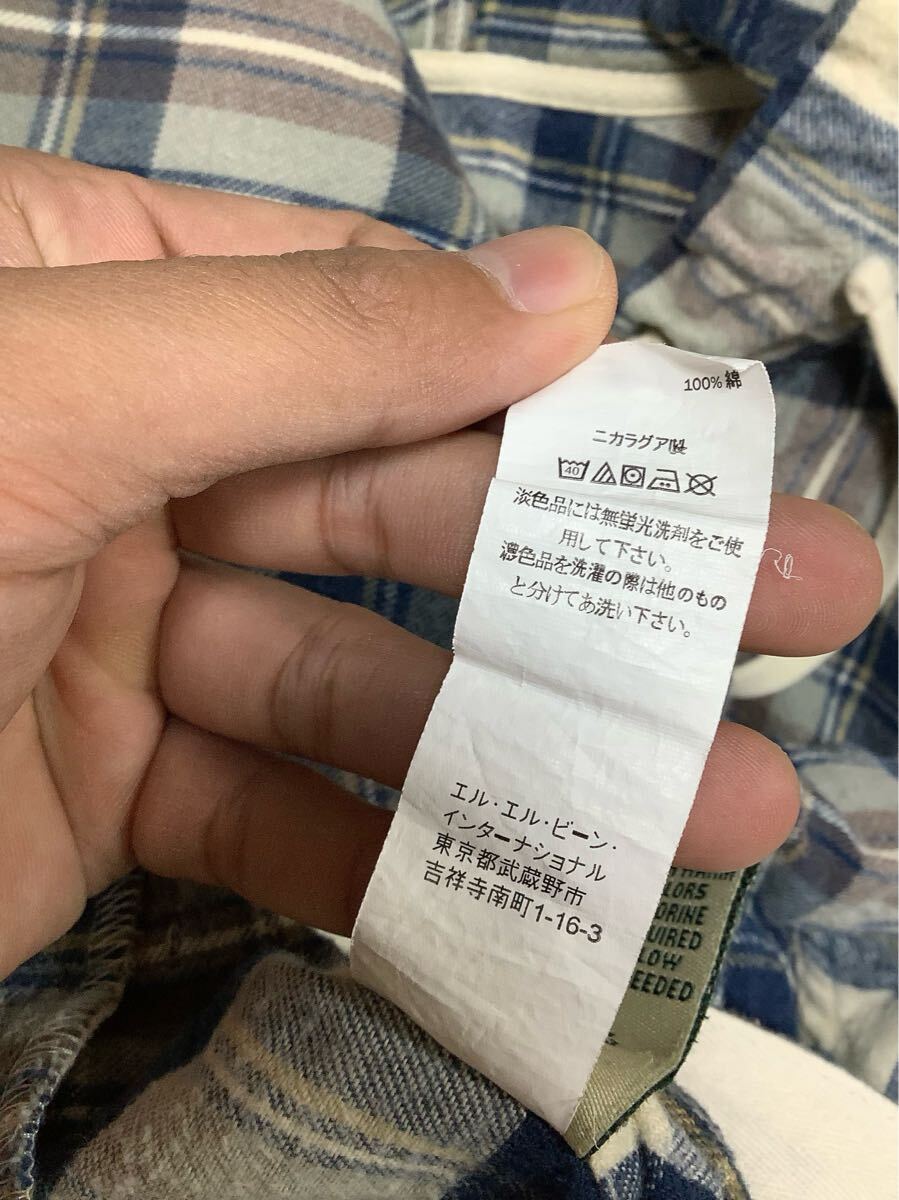 100% 綿
ニカラグア製
40
淡色品には無蛍光洗剤をご使
用して下さい。
濃色品を洗濯の際は他のもの
と分けてあ洗い下さい。
エル・エル・ビーン・
インターナショナル
東京都武蔵野市
吉祥寺南町1-16-3
LORS
ORINE
UIRED
LOW
EEDED